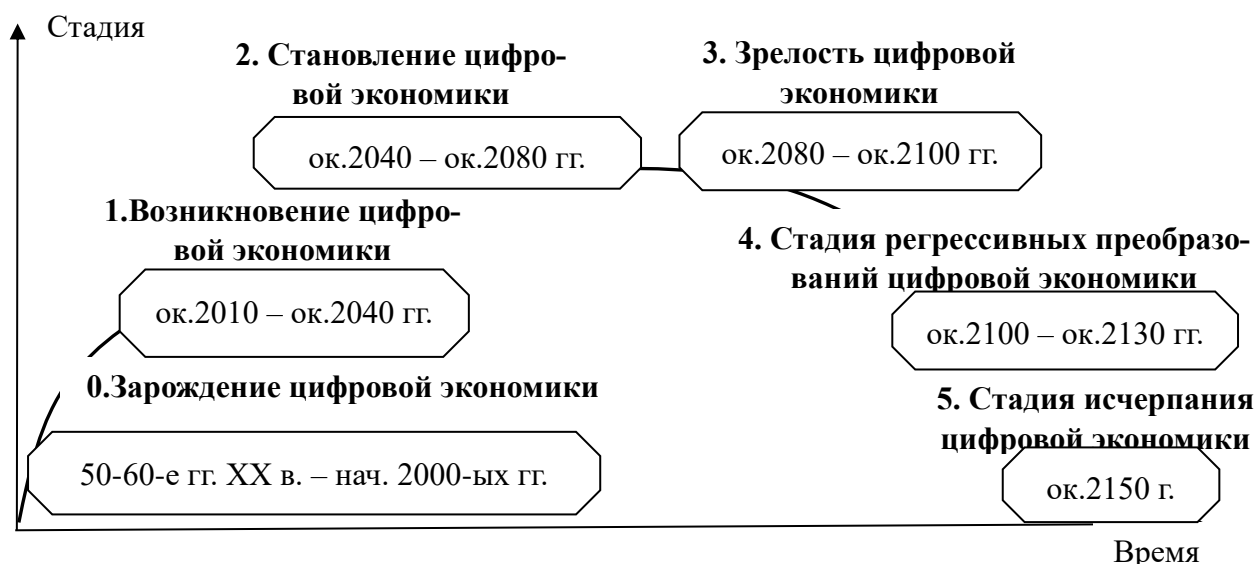 Стадия
2. Становление цифро-
вой экономики
ок.2040 – ок.2080 гг.
3. Зрелость цифровой
экономики
ок.2080 – ок.2100 гг.
1.Возникновение цифро-
вой экономики
ок.2010 – ок.2040 гг.
4. Стадия регрессивных преобразо-
ваний цифровой экономики
ок.2100 – ок.2130 гг.
0.Зарождение цифровой экономики
50-60-е гг. XX в. – нач. 2000-ых гг.
5. Стадия исчерпания
цифровой экономики
ок.2150 г.
Время